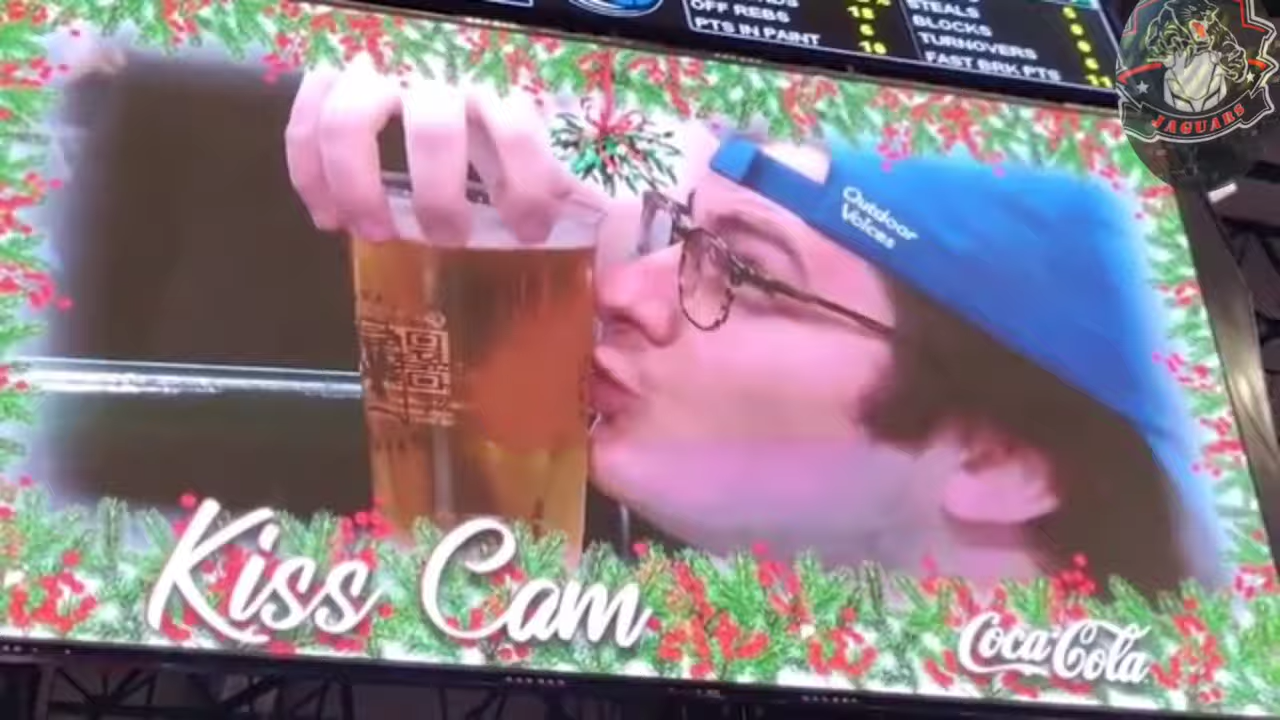 OFF REBS
PTS IN PAINT
STEALS
BLOCKS
TURNOVERS
FAST BRK PTS
JAGUARS
Outdoor
Voices
Kiss Cam
Coca-Cola